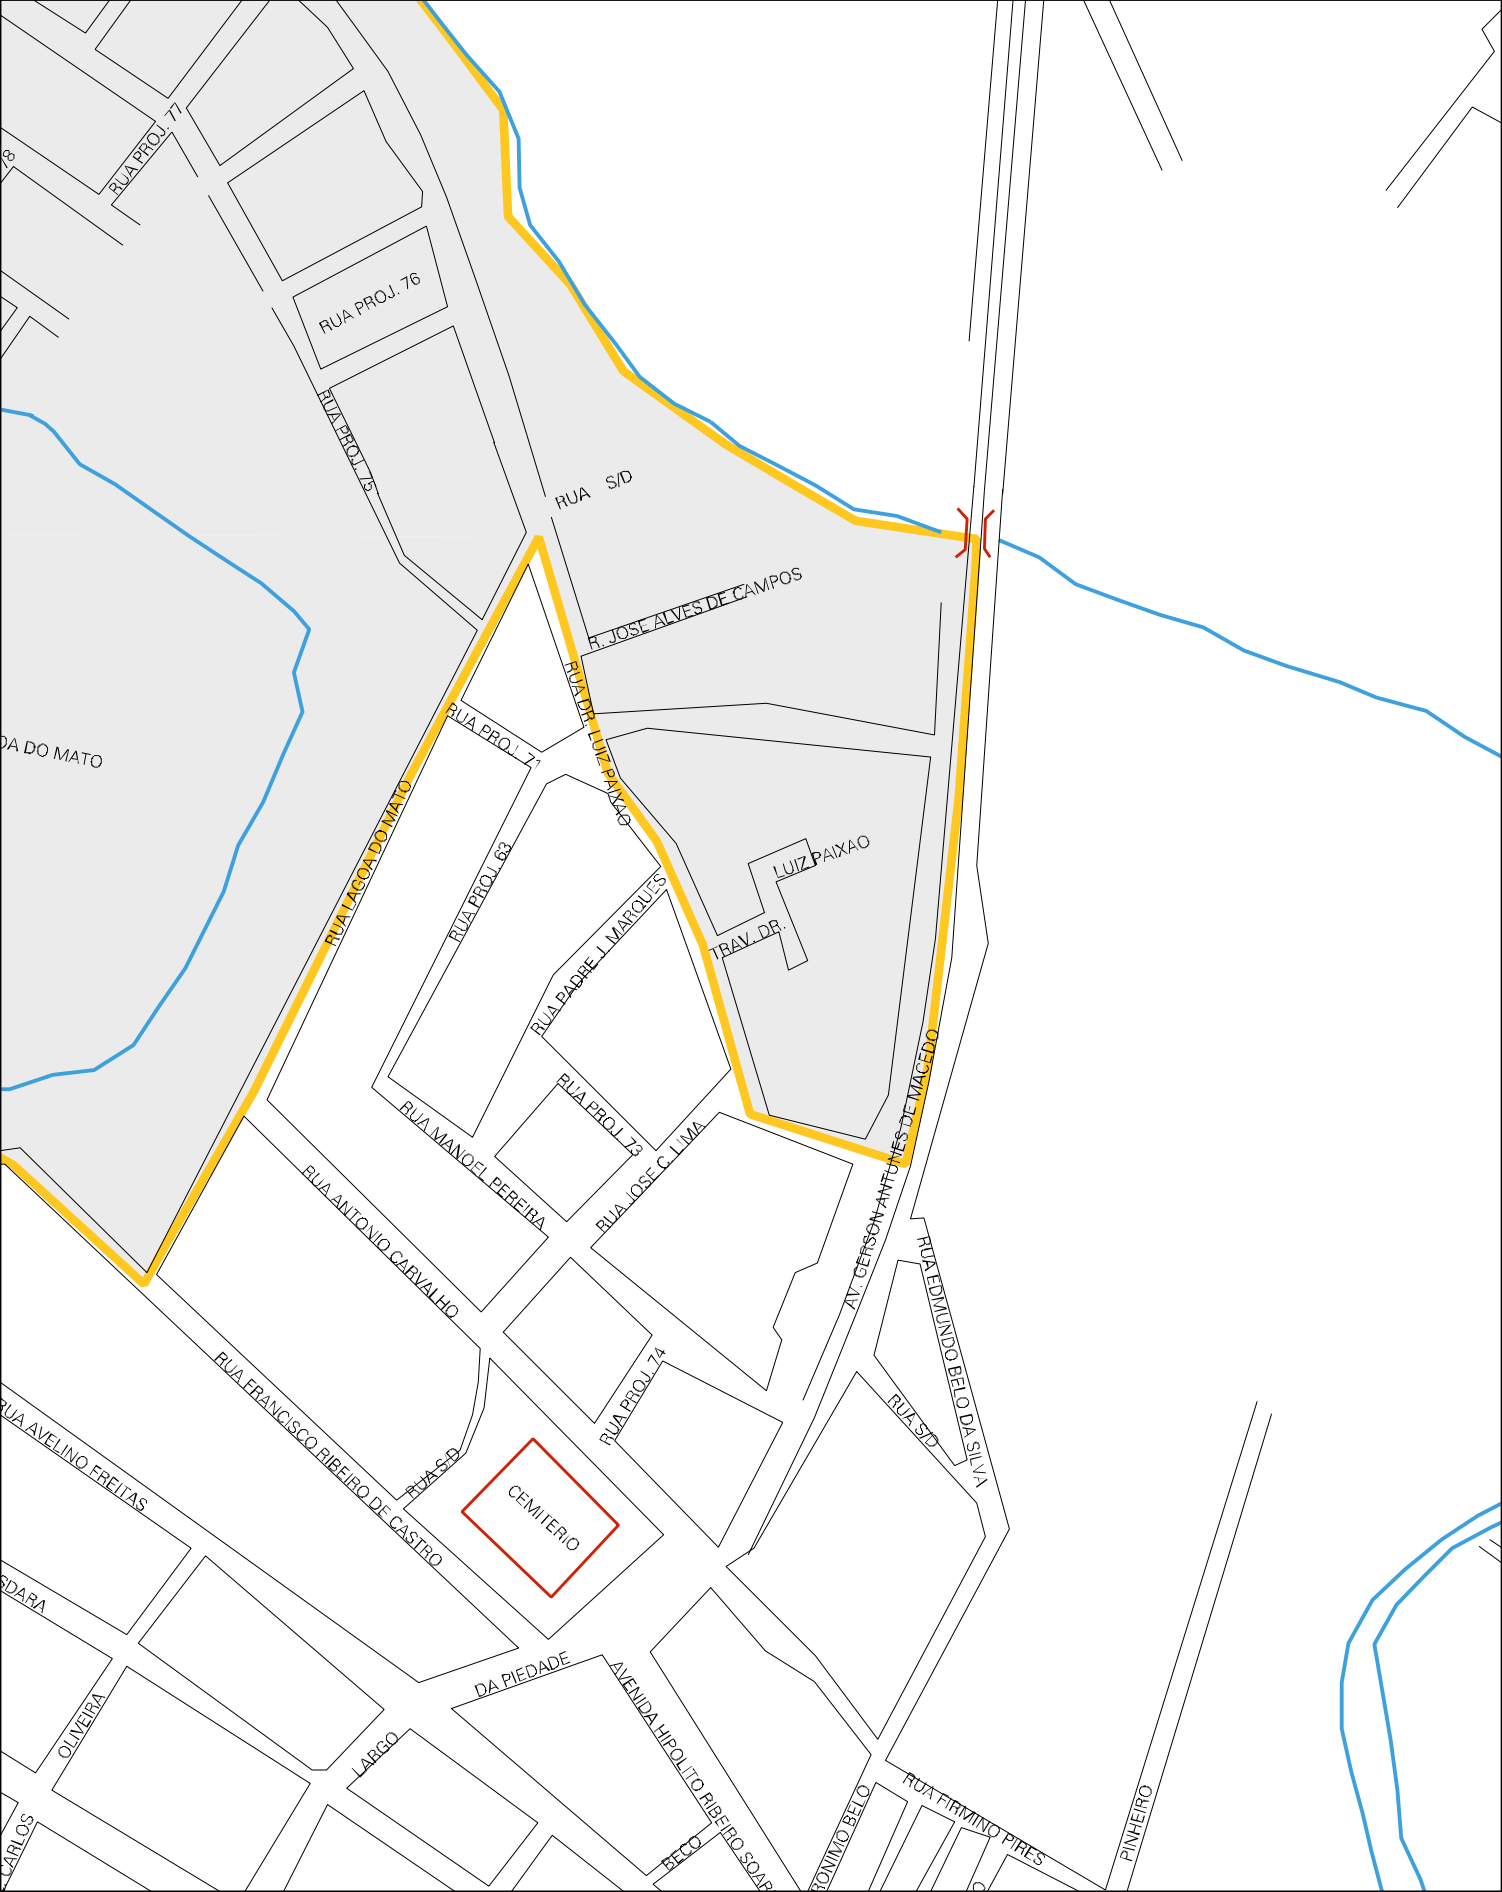 RUA PROJ. 77
RUA PROJ. 76
RUA PROJ. 75
RUA S/D
R. JOSE ALVES DE CAMPOS
RUA DR. LUIZ PAIXAO
RUA PROJ. 71
DA DO MATO
RUA LAGOA DO MATO
RUA PROJ. 63
LUIZ PAIXAO
TRAV. DR.
RUA PADRE J. MARQUES
RUA PROJ. 73
RUA MANOEL PEREIRA
RUA JOSE C. LIMA
AV. GERSON ANTUNES DE MACEDO
RUA ANTONIO CARVALHO
RUA EDMUNDO BELO DA SILVA
RUA PROJ. 74
RUA FRANCISCO RIBEIRO DE CASTRO
RUA S/D
RUA AVELINO FREITAS
RUA S/D
CEMITERIO
SDARA
DA PIEDADE
AVENIDA HIPOLITO RIBEIRO SOAR
OLIVEIRA
LARGO
RUA FIRMINO PIRES
PINHEIRO
RONIMO BELO
CARLOS
BECO